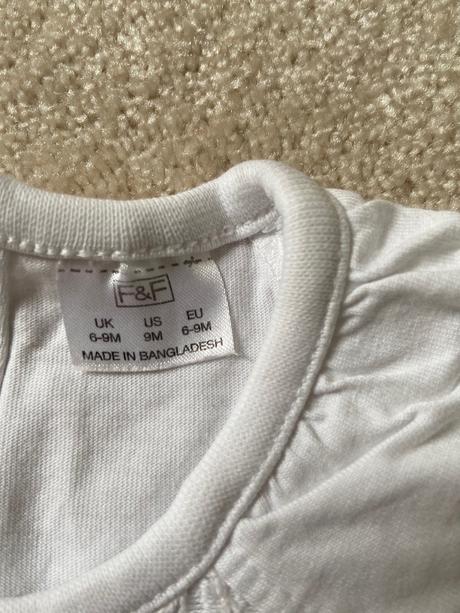 F&F
UK US EU
6-9M 9M 6-9M
MADE IN BANGLADESH